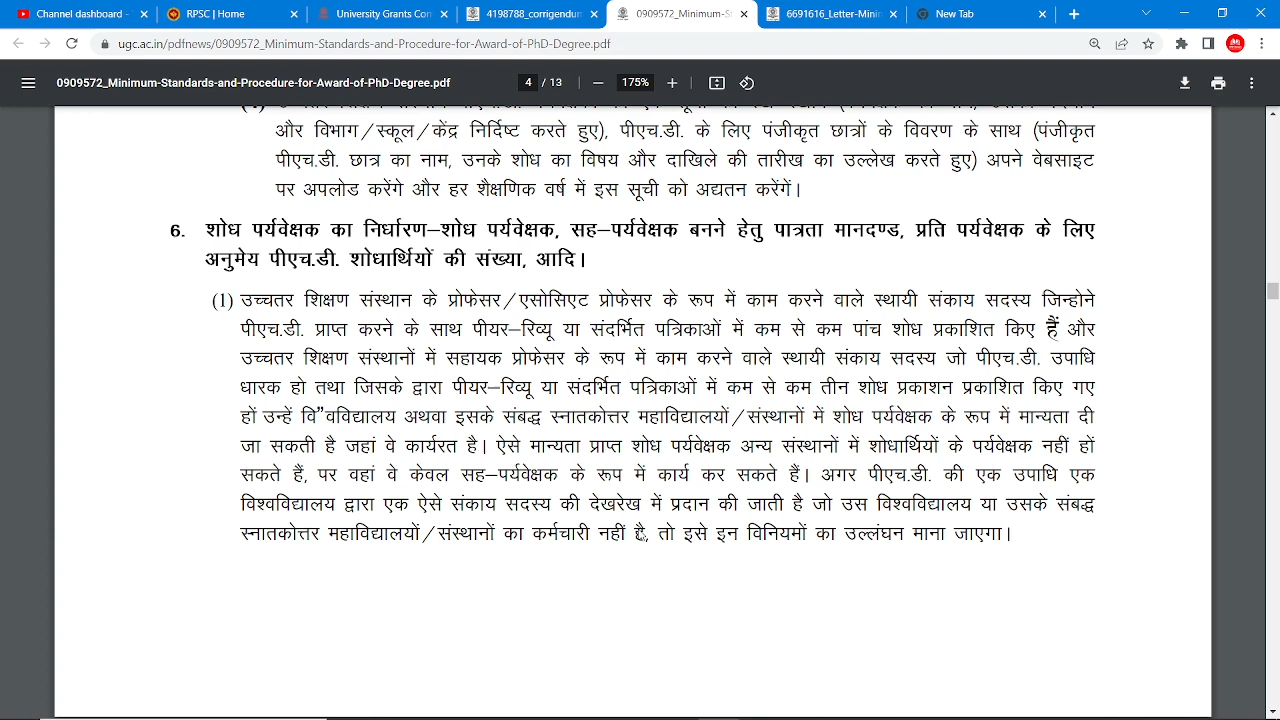 Channel dashboard -
RPSC | Home
University Grants Com
4198788_corrigendum
0909572_Minimum-S
6691616_Letter-Minim
New Tab
ugc.ac.in/pdfnews/0909572_Minimum-Standards-and-Procedure-for-Award-of-PhD-Degree.pdf
0909572_Minimum-Standards-and-Procedure-for-Award-of-PhD-Degree.pdf
4 / 13
175%
और विभाग/स्कूल/केंद्र निर्दिष्ट करते हुए), पीएच.डी. के लिए पंजीकृत छात्रों के विवरण के साथ (पंजीकृत
पीएच.डी. छात्र का नाम, उनके शोध का विषय और दाखिले की तारीख का उल्लेख करते हुए) अपने वेबसाइट
पर अपलोड करेंगे और हर शैक्षणिक वर्ष में इस सूची को अद्यतन करेंगें।
6. शोध पर्यवेक्षक का निर्धारण–शोध पर्यवेक्षक, सह–पर्यवेक्षक बनने हेतु पात्रता मानदण्ड, प्रति पर्यवेक्षक के लिए
अनुमेय पीएच.डी. शोधार्थियों की संख्या, आदि।
(1) उच्चतर शिक्षण संस्थान के प्रोफेसर/एसोसिएट प्रोफेसर के रूप में काम करने वाले स्थायी संकाय सदस्य जिन्होने
पीएच.डी. प्राप्त करने के साथ पीयर–रिव्यू या संदर्भित पत्रिकाओं में कम से कम पांच शोध प्रकाशित किए हैं और
उच्चतर शिक्षण संस्थानों में सहायक प्रोफेसर के रूप में काम करने वाले स्थायी संकाय सदस्य जो पीएच.डी. उपाधि
धारक हो तथा जिसके द्वारा पीयर–रिव्यू या संदर्भित पत्रिकाओं में कम से कम तीन शोध प्रकाशन प्रकाशित किए गए
हों उन्हें वि”वविद्यालय अथवा इसके संबद्ध स्नातकोत्तर महाविद्यालयों/संस्थानों में शोध पर्यवेक्षक के रूप में मान्यता दी
जा सकती है जहां वे कार्यरत है। ऐसे मान्यता प्राप्त शोध पर्यवेक्षक अन्य संस्थानों में शोधार्थियों के पर्यवेक्षक नहीं हों
सकते हैं, पर वहां वे केवल सह–पर्यवेक्षक के रूप में कार्य कर सकते हैं। अगर पीएच.डी. की एक उपाधि एक
विश्वविद्यालय द्वारा एक ऐसे संकाय सदस्य की देखरेख में प्रदान की जाती है जो उस विश्वविद्यालय या उसके संबद्ध
स्नातकोत्तर महाविद्यालयों/संस्थानों का कर्मचारी नहीं है, तो इसे इन विनियमों का उल्लंघन माना जाएगा।